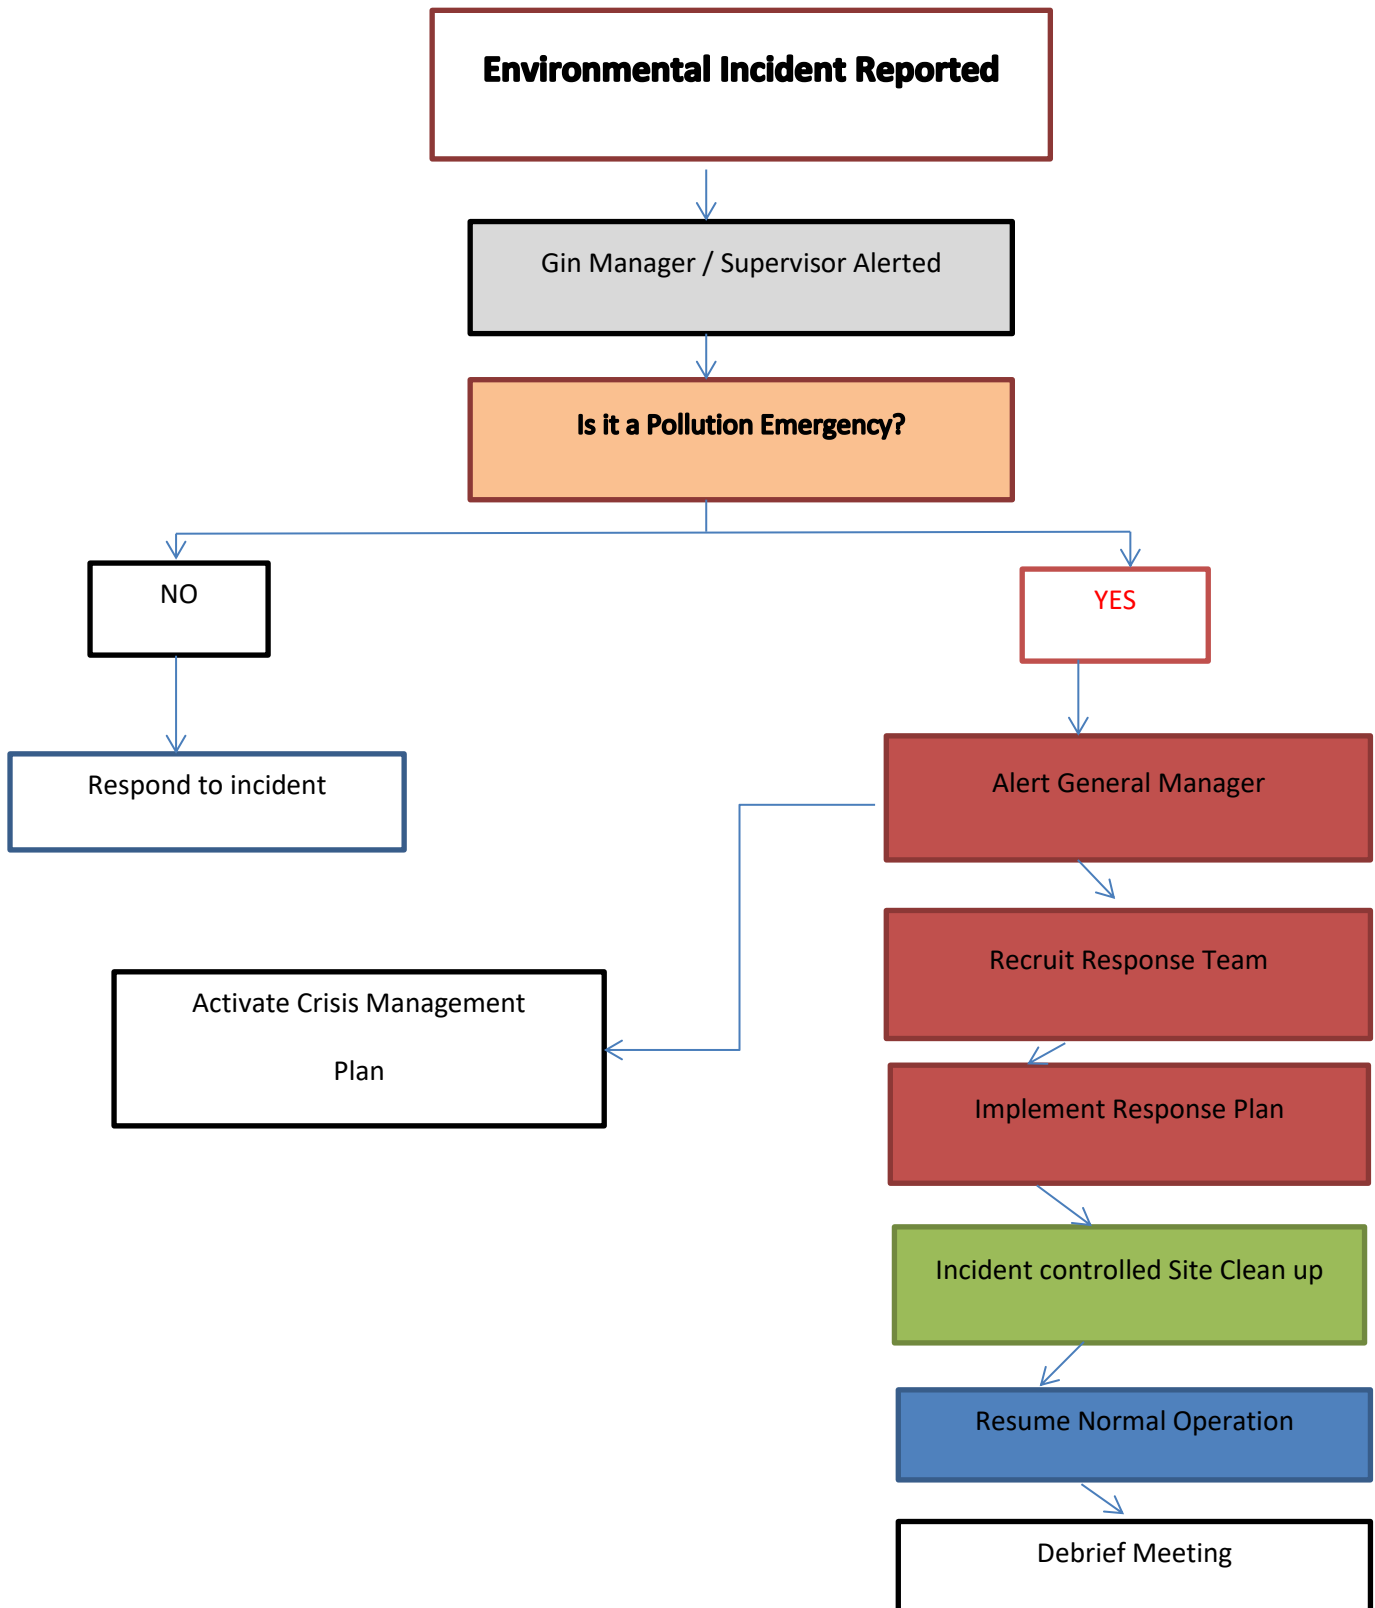 Environmental Incident Reported
Gin Manager / Supervisor Alerted
Is it a Pollution Emergency?
NO
YES
Respond to incident
Alert General Manager
Recruit Response Team
Activate Crisis Management
Plan
Implement Response Plan
Incident controlled Site Clean up
Resume Normal Operation
Debrief Meeting